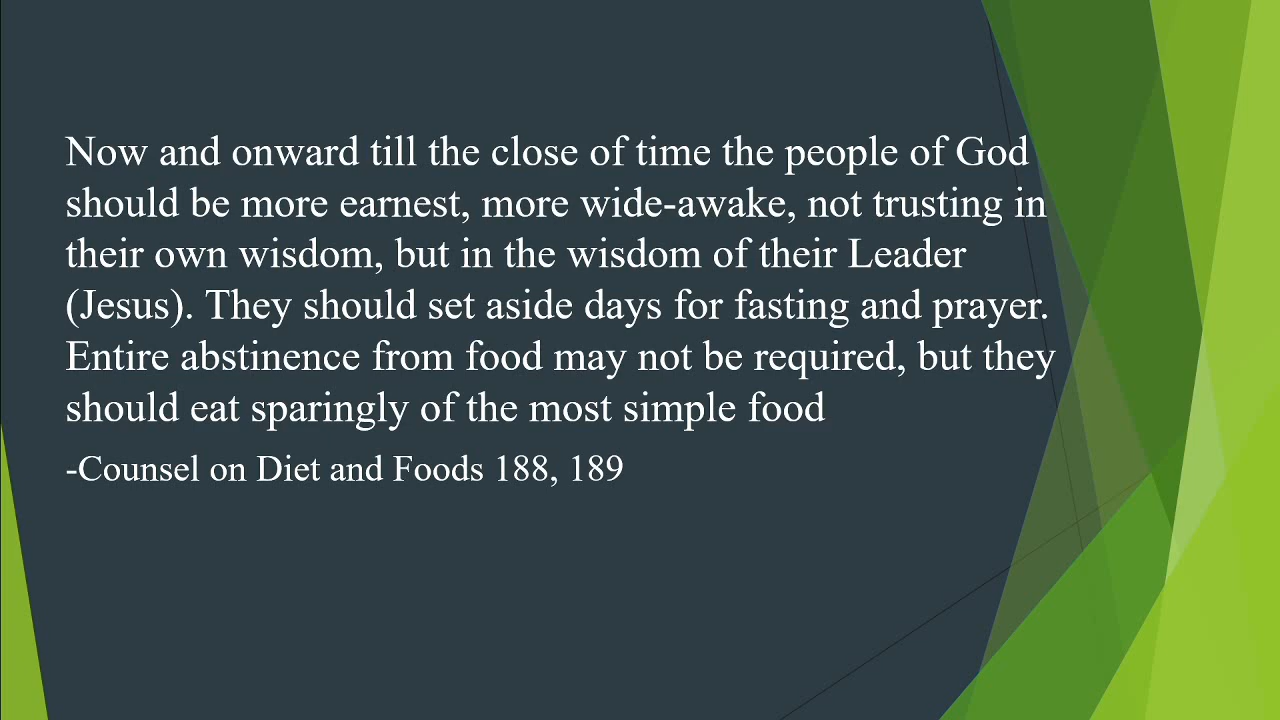 Now and onward till the close of time the people of God
should be more earnest, more wide-awake, not trusting in
their own wisdom, but in the wisdom of their Leader
(Jesus). They should set aside days for fasting and prayer.
Entire abstinence from food may not be required, but they
should eat sparingly of the most simple food
-Counsel on Diet and Foods 188, 189